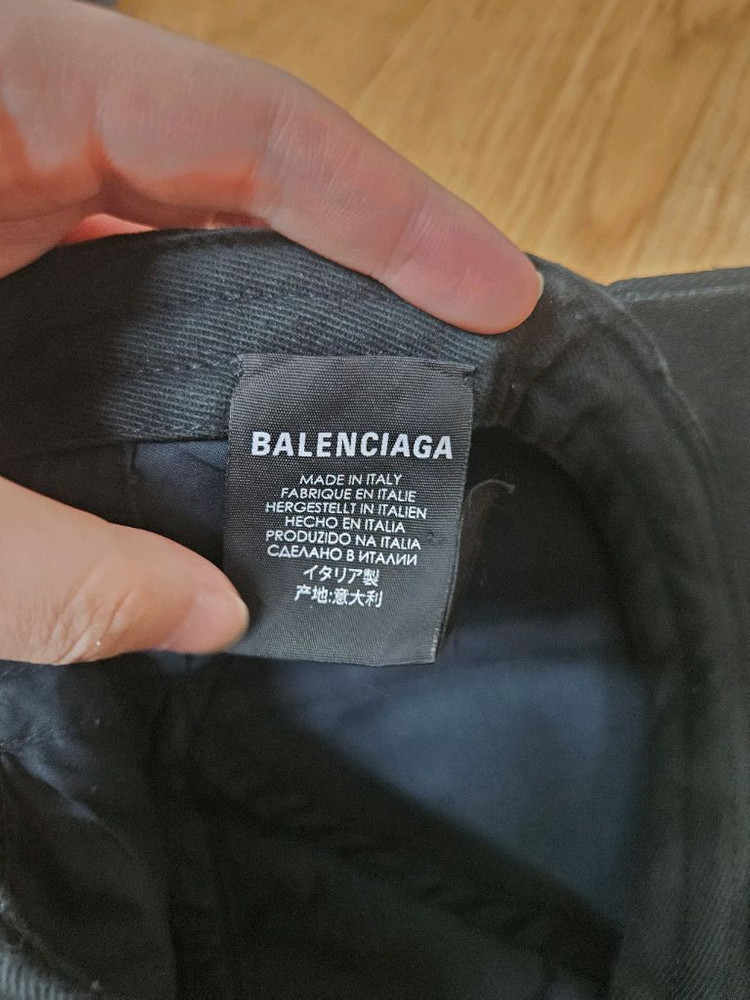 BALENCIAGA
MADE IN ITALY
FABRIQUE EN ITALIE
HERGESTELLT IN ITALIEN
HECHO EN ITALIA
PRODUZIDO NA ITALIA
СДЕЛАНО В ИТАЛИИ
イタリア製
产地:意大利